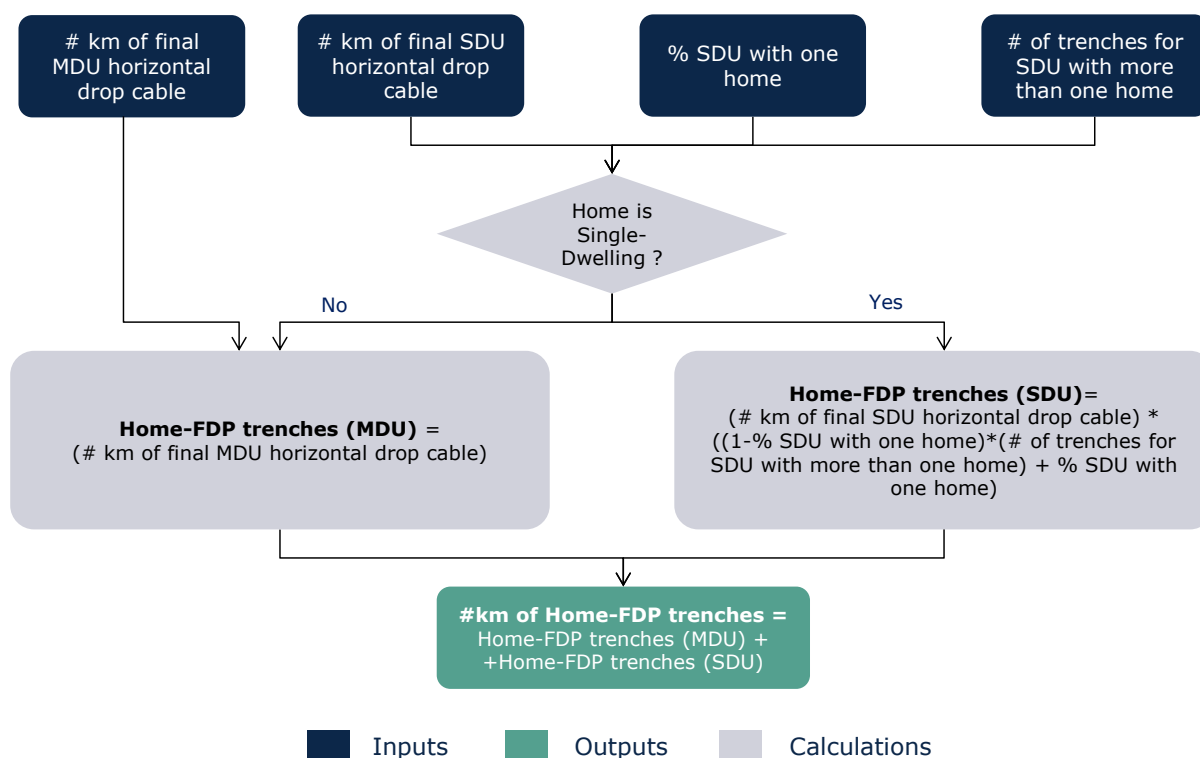 # km of final
MDU horizontal
drop cable
# km of final SDU
horizontal drop
cable
% SDU with one
home
# of trenches for
SDU with more
than one home
Home is
Single-
Dwelling ?
No
Yes
Home-FDP trenches (MDU) =
(# km of final MDU horizontal drop cable)
Home-FDP trenches (SDU)=
(# km of final SDU horizontal drop cable) *
((1-% SDU with one home)*(# of trenches for
SDU with more than one home) + % SDU with
one home)
#km of Home-FDP trenches =
Home-FDP trenches (MDU) +
+Home-FDP trenches (SDU)
Inputs
Outputs
Calculations